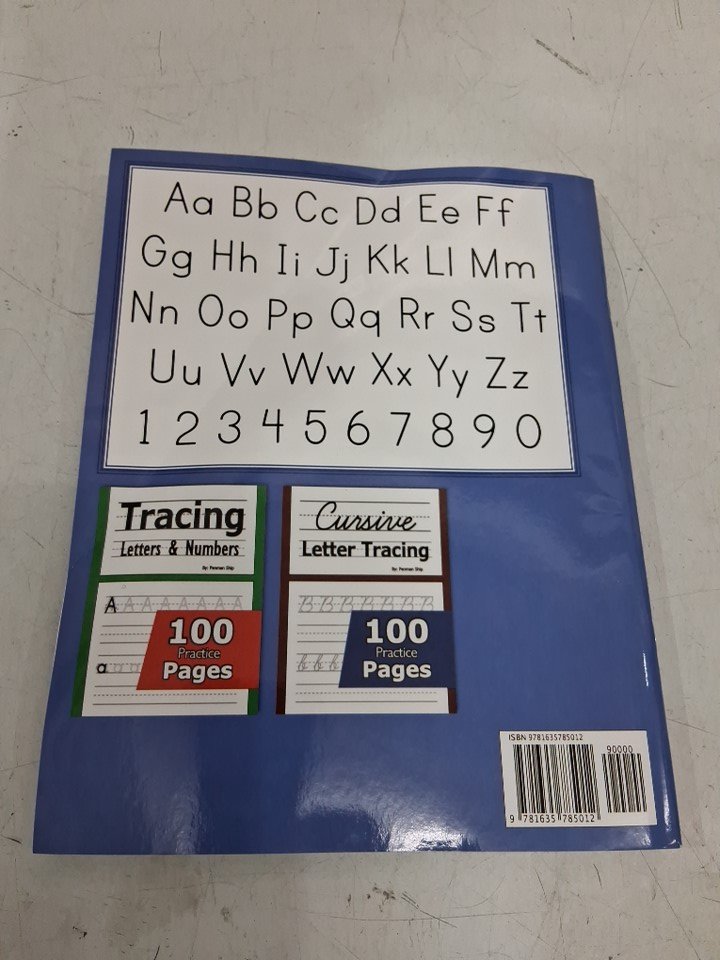 Aa Bb Cc Dd Ee Ff
Gg Hh Ii Jj Kk Ll Mm
Nn Oo Pp Qq Rr Ss Tt
Uu Vv Ww Xx Yy Zz
1 2 3 4 5 6 7 8 9 0
Tracing
Letters & Numbers
By: Penman Ship
A A A A A A A A
a a a a
100
Practice
Pages
Cursive
Letter Tracing
By: Penman Ship
B B B B B B B
b b b
100
Practice
Pages
ISBN 9781635785012
90000
9 781635 785012